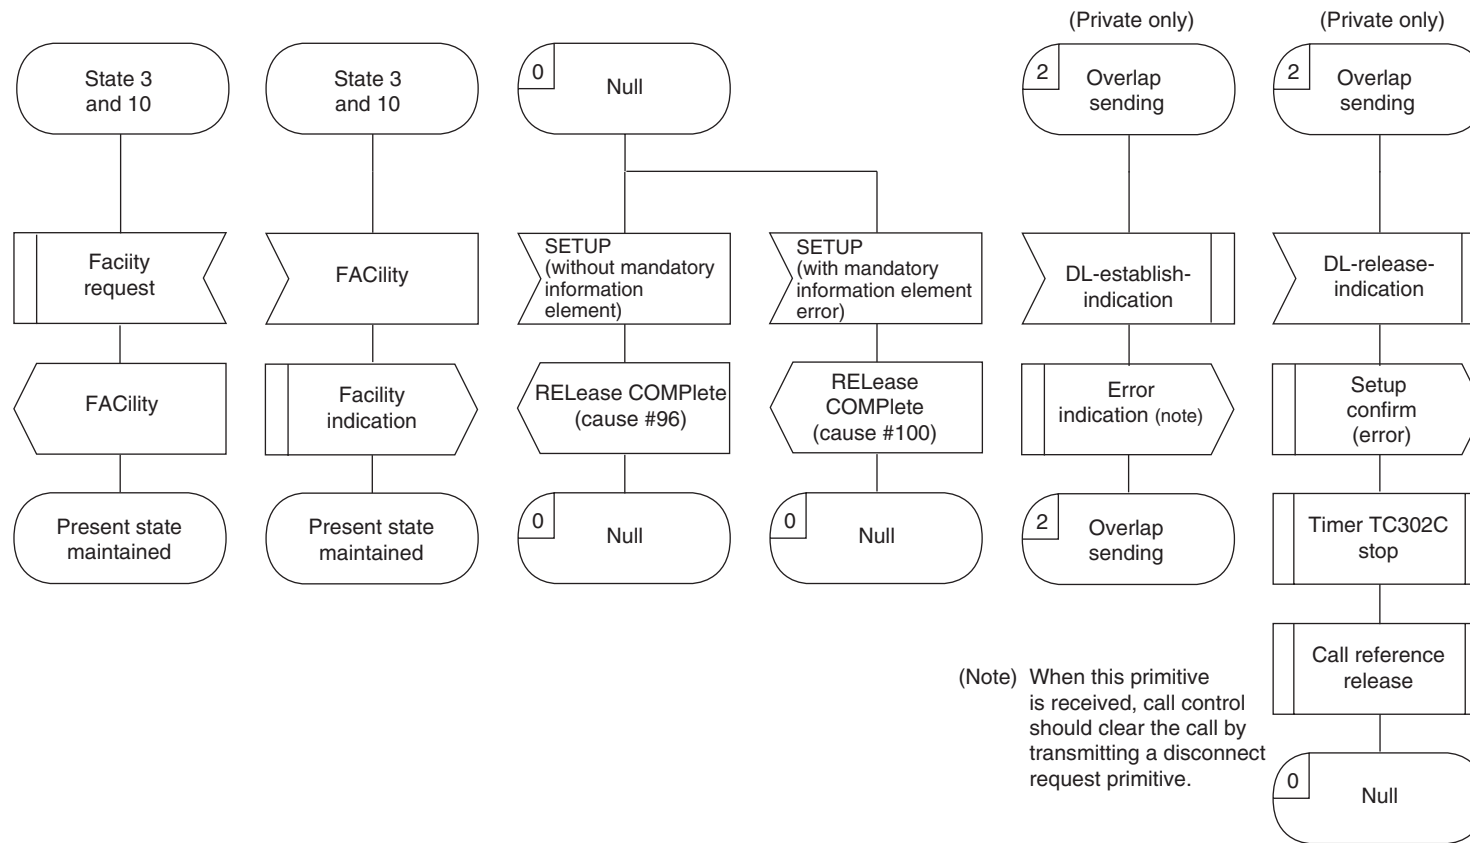 (Private only)
(Private only)
State 3
and 10
State 3
and 10
0
Null
2
Overlap
sending
2
Overlap
sending
Faciity
request
FACility
SETUP
(without mandatory
information
element)
SETUP
(with mandatory
information element
error)
DL-establish-
indication
DL-release-
indication
FACility
Facility
indication
RELease COMPlete
(cause #96)
RELease
COMPlete
(cause #100)
Error
indication (note)
Setup
confirm
(error)
Present state
maintained
Present state
maintained
0
Null
0
Null
2
Overlap
sending
Timer TC302C
stop
Call reference
release
(Note) When this primitive
is received, call control
should clear the call by
transmitting a disconnect
request primitive.
0
Null